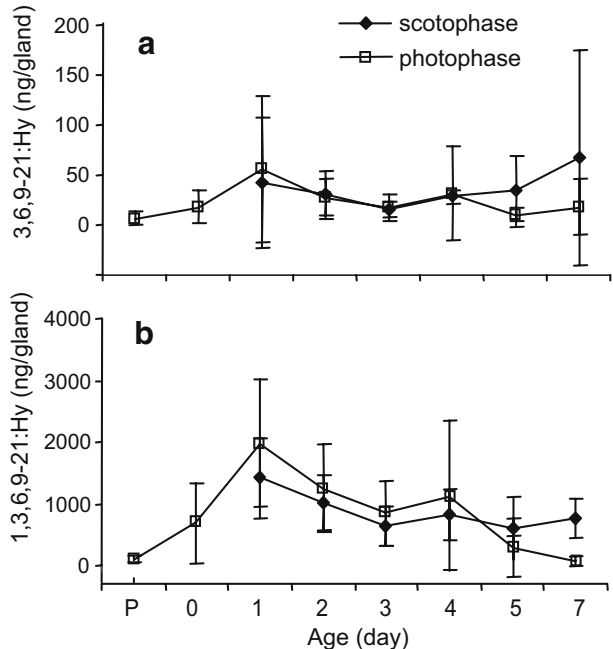 a
scotophase
photophase
3,6,9-21:Hy (ng/gland)
200
150
100
50
0
b
1,3,6,9-21:Hy (ng/gland)
4000
3000
2000
1000
0
P 0 1 2 3 4 5 7
Age (day)